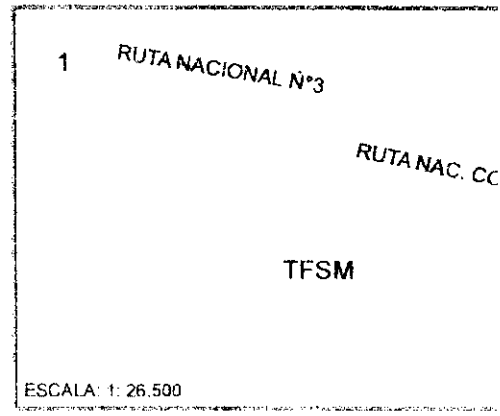 1
RUTA NACIONAL N°3
RUTA NAC. CO
TFSM
ESCALA: 1: 26.500